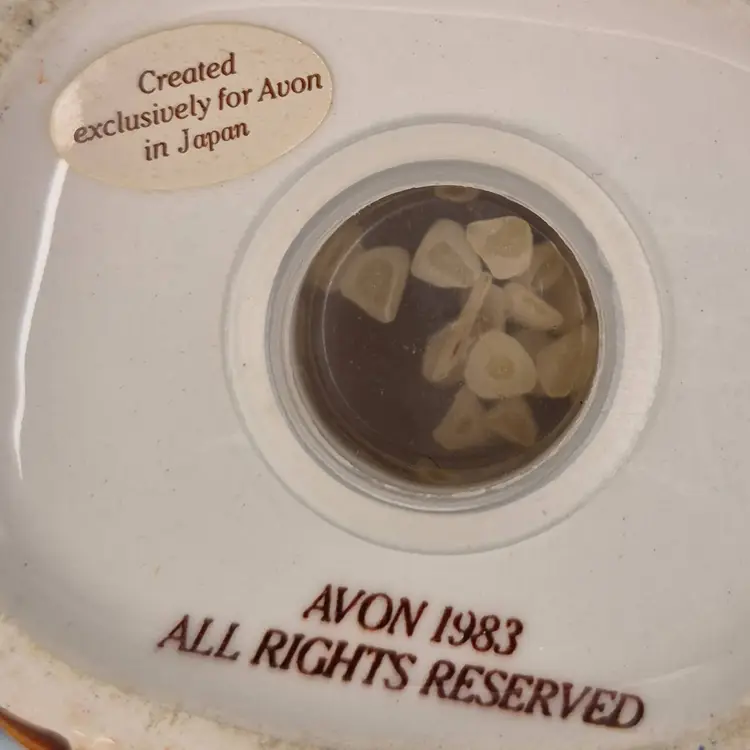 Created
exclusively for Avon
in Japan
AVON 1983
ALL RIGHTS RESERVED